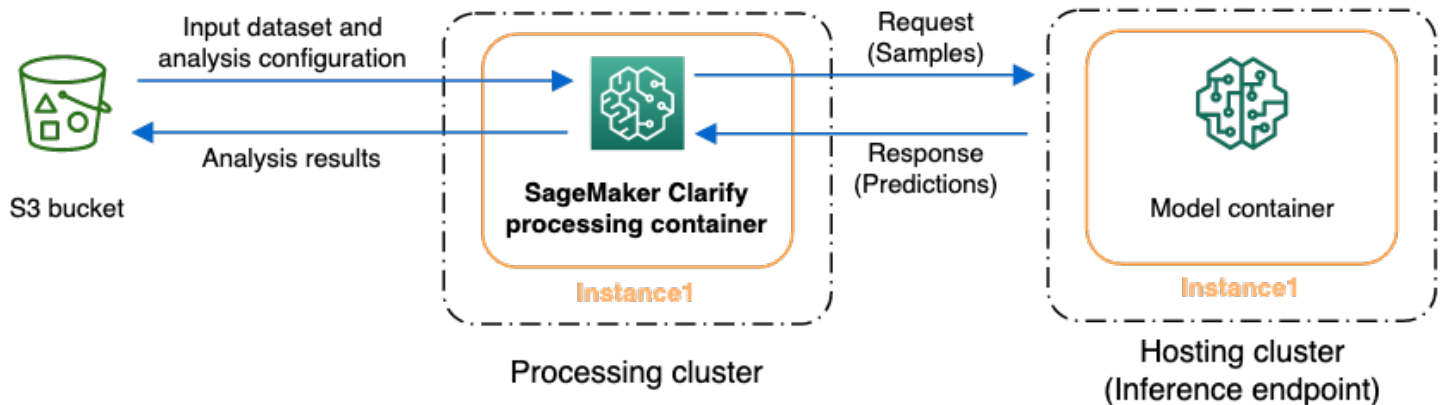 Input dataset and
analysis configuration
Analysis results
S3 bucket
SageMaker Clarify
processing container
Instance1
Processing cluster
Request
(Samples)
Response
(Predictions)
Model container
Instance1
Hosting cluster
(Inference endpoint)